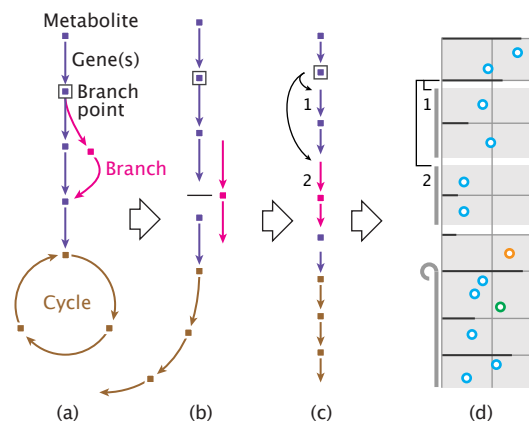 Metabolite
Gene(s)
Branch
point
Branch
Cycle
1
2
1
2
(a)
(b)
(c)
(d)